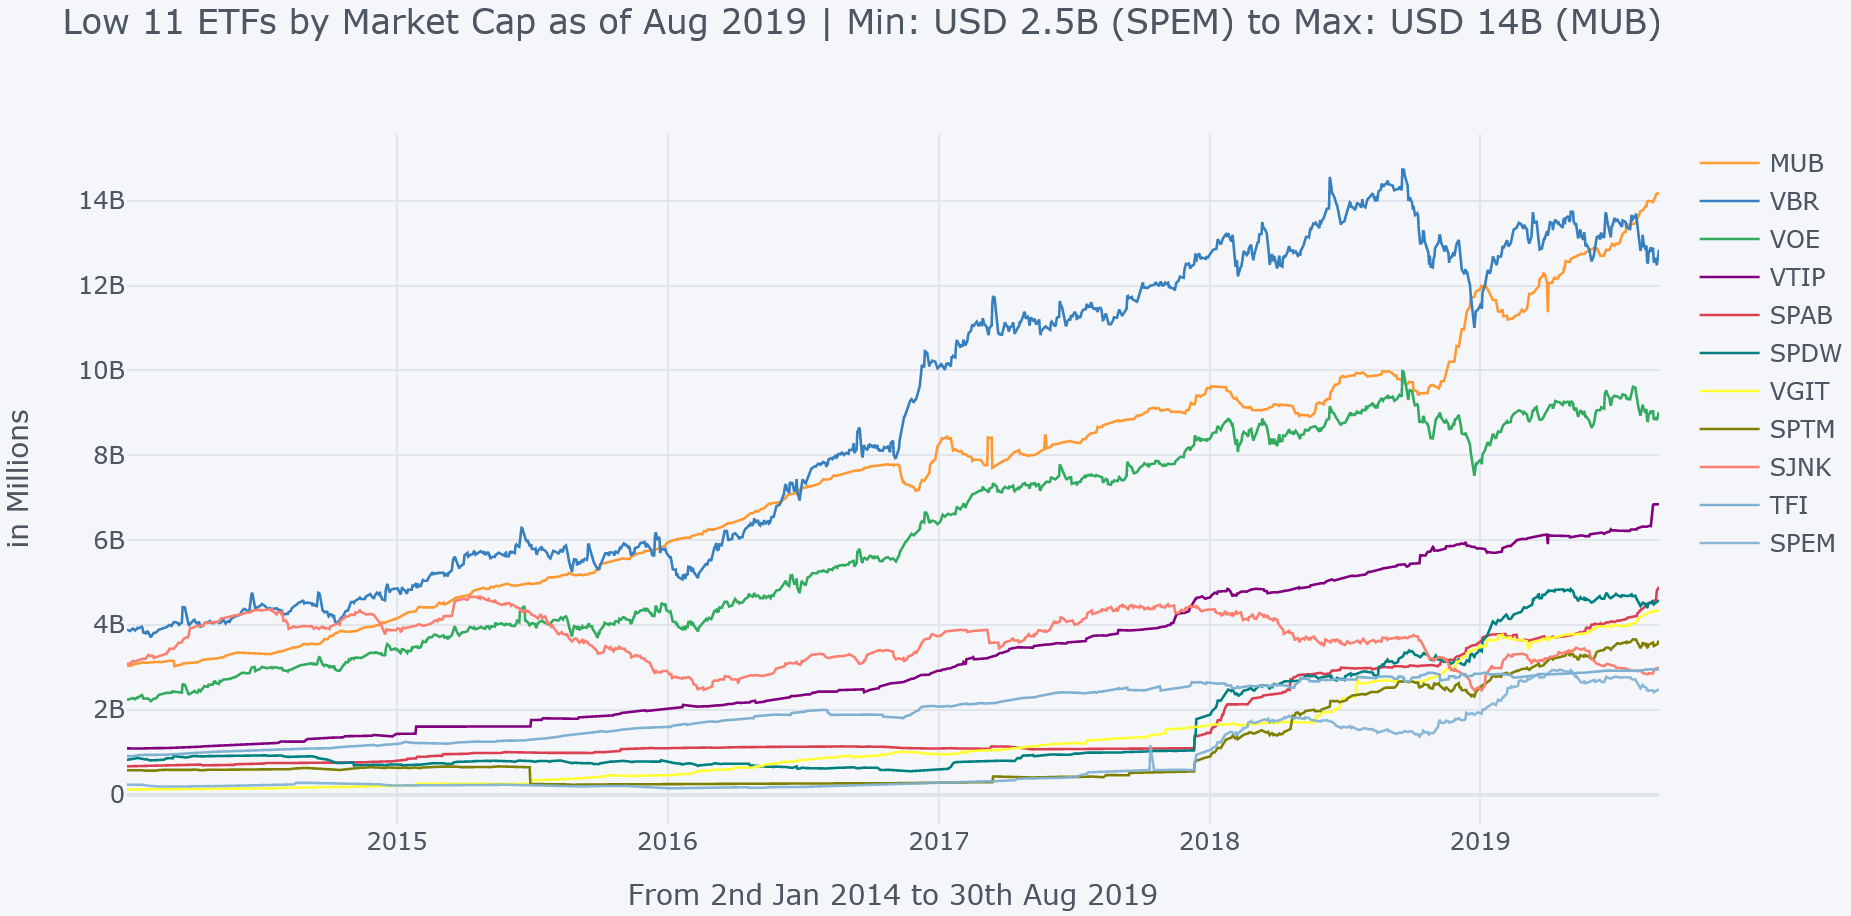 Low 11 ETFs by Market Cap as of Aug 2019 | Min: USD 2.5B (SPEM) to Max: USD 14B (MUB)
in Millions
14B
12B
10B
8B
6B
4B
2B
0
2015
2016
2017
2018
2019
From 2nd Jan 2014 to 30th Aug 2019
MUB
VBR
VOE
VTIP
SPAB
SPDW
VGIT
SPTM
SJNK
TFI
SPEM